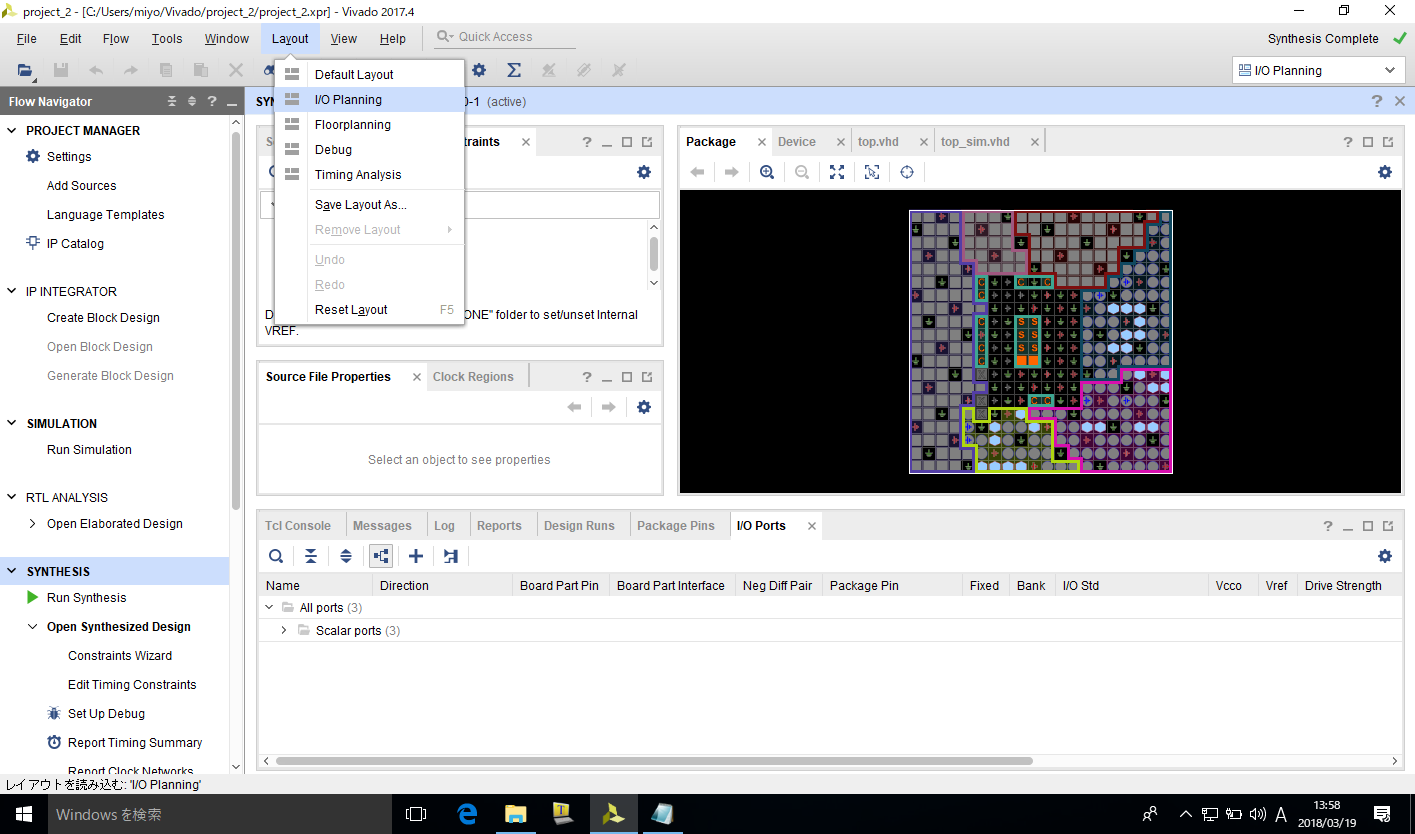 project_2 - [C:/Users/miyo/Vivado/project_2/project_2.xpr] - Vivado 2017.4
File Edit Flow Tools Window Layout View Help Quick Access Synthesis Complete
I/O Planning
Default Layout
I/O Planning
Floorplanning
Debug
Timing Analysis
Save Layout As...
Remove Layout
Undo
Redo
Reset Layout F5
Flow Navigator
PROJECT MANAGER
Settings
Add Sources
Language Templates
IP Catalog
IP INTEGRATOR
Create Block Design
Open Block Design
Generate Block Design
SIMULATION
Run Simulation
RTL ANALYSIS
Open Elaborated Design
SYNTHESIS
Run Synthesis
Open Synthesized Design
Constraints Wizard
Edit Timing Constraints
Set Up Debug
Report Timing Summary
Report Clock Networks
(active)
ONE" folder to set/unset Internal
VREF.
Source File Properties Clock Regions
Select an object to see properties
Package Device top.vhd top_sim.vhd
Tcl Console Messages Log Reports Design Runs Package Pins I/O Ports
Name Direction Board Part Pin Board Part Interface Neg Diff Pair Package Pin Fixed Bank I/O Std Vcco Vref Drive Strength
All ports (3)
Scalar ports (3)
レイアウトを読み込む: 'I/O Planning'
Windows を検索
A
13:58
2018/03/19